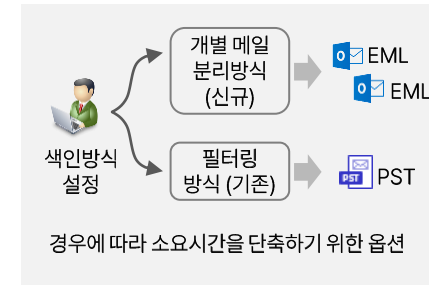 개별 메일
분리방식
(신규)
EML
EML
색인방식
설정
필터링
방식 (기존)
PST
PST
경우에 따라 소요시간을 단축하기 위한 옵션